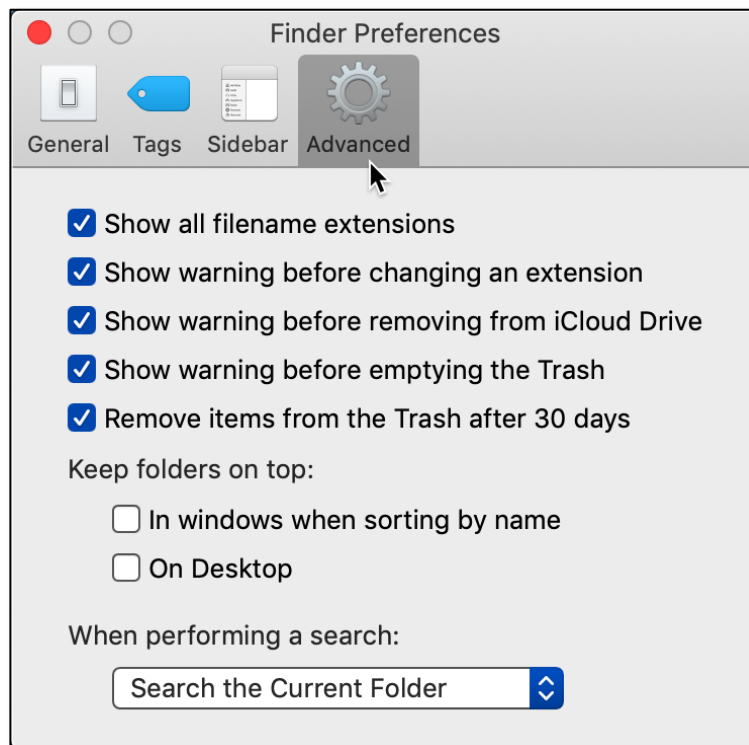 Finder Preferences
General Tags Sidebar Advanced
Show all filename extensions
Show warning before changing an extension
Show warning before removing from iCloud Drive
Show warning before emptying the Trash
Remove items from the Trash after 30 days
Keep folders on top:
In windows when sorting by name
On Desktop
When performing a search:
Search the Current Folder